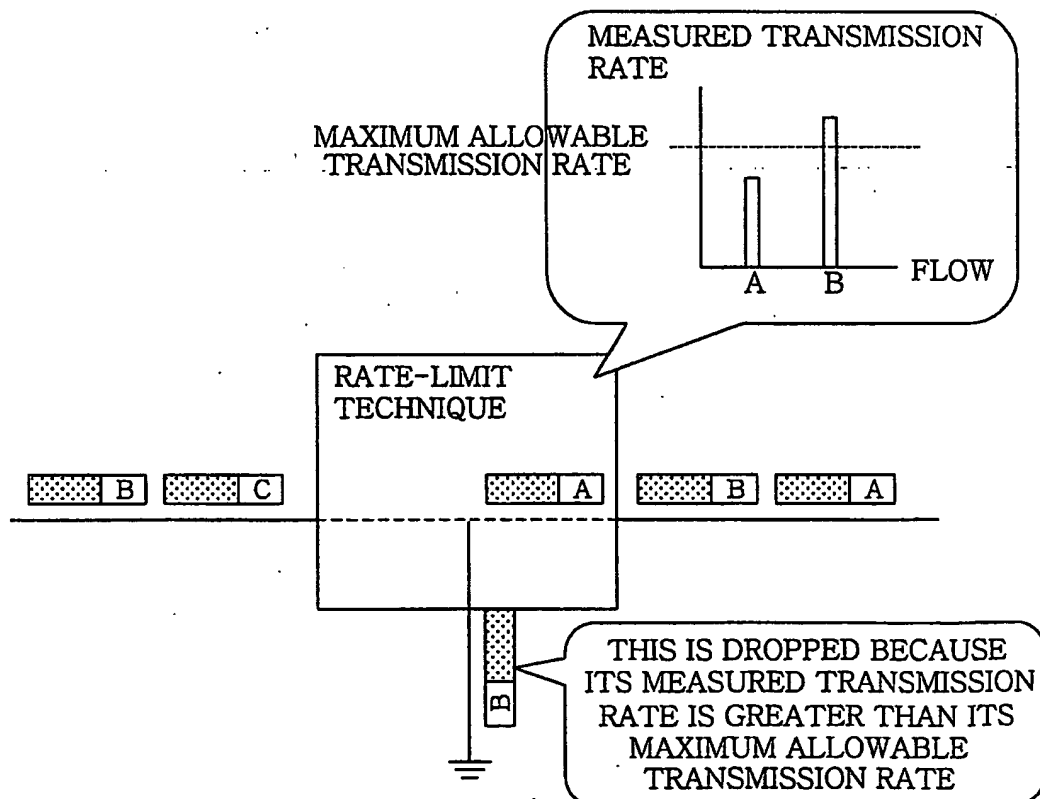 MEASURED TRANSMISSION
RATE
MAXIMUM ALLOWABLE
TRANSMISSION RATE
A
B
FLOW
RATE-LIMIT
TECHNIQUE
B
C
A
B
A
B
THIS IS DROPPED BECAUSE
ITS MEASURED TRANSMISSION
RATE IS GREATER THAN ITS
MAXIMUM ALLOWABLE
TRANSMISSION RATE